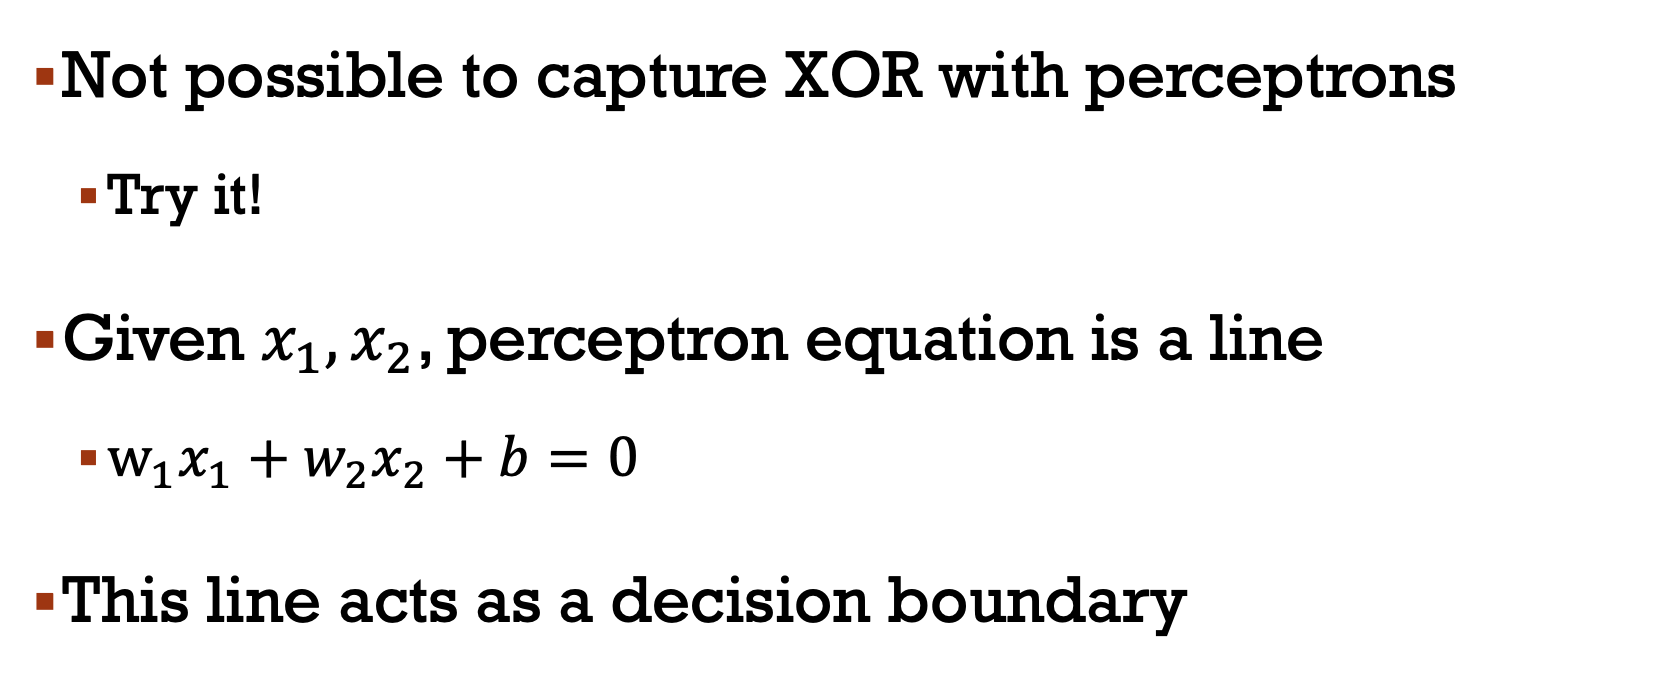 ▪Not possible to capture XOR with perceptrons
▪Try it!
▪Given x₁, x₂, perceptron equation is a line
▪w₁x₁ + w₂x₂ + b = 0
▪This line acts as a decision boundary